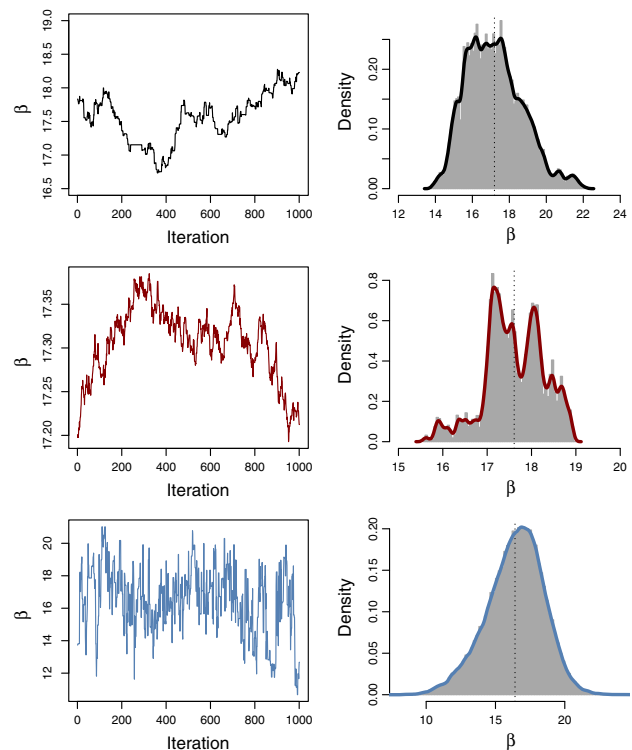 β
16.5 17.0 17.5 18.0 19.0
0 200 400 600 800 1000
Iteration
Density
0.00 0.10 0.20
12 14 16 18 20 22 24
β
β
17.20 17.25 17.30 17.35
0 200 400 600 800 1000
Iteration
Density
0.0 0.2 0.4 0.6 0.8
15 16 17 18 19 20
β
β
12 14 16 18 20
0 200 400 600 800 1000
Iteration
Density
0.00 0.05 0.10 0.15 0.20
10 15 20
β